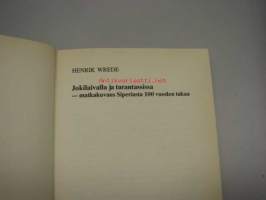 HENRIK WREDE
Jokilaivalla ja tarantassissa
— matkakuvaus Siperiasta 100 vuoden takaa